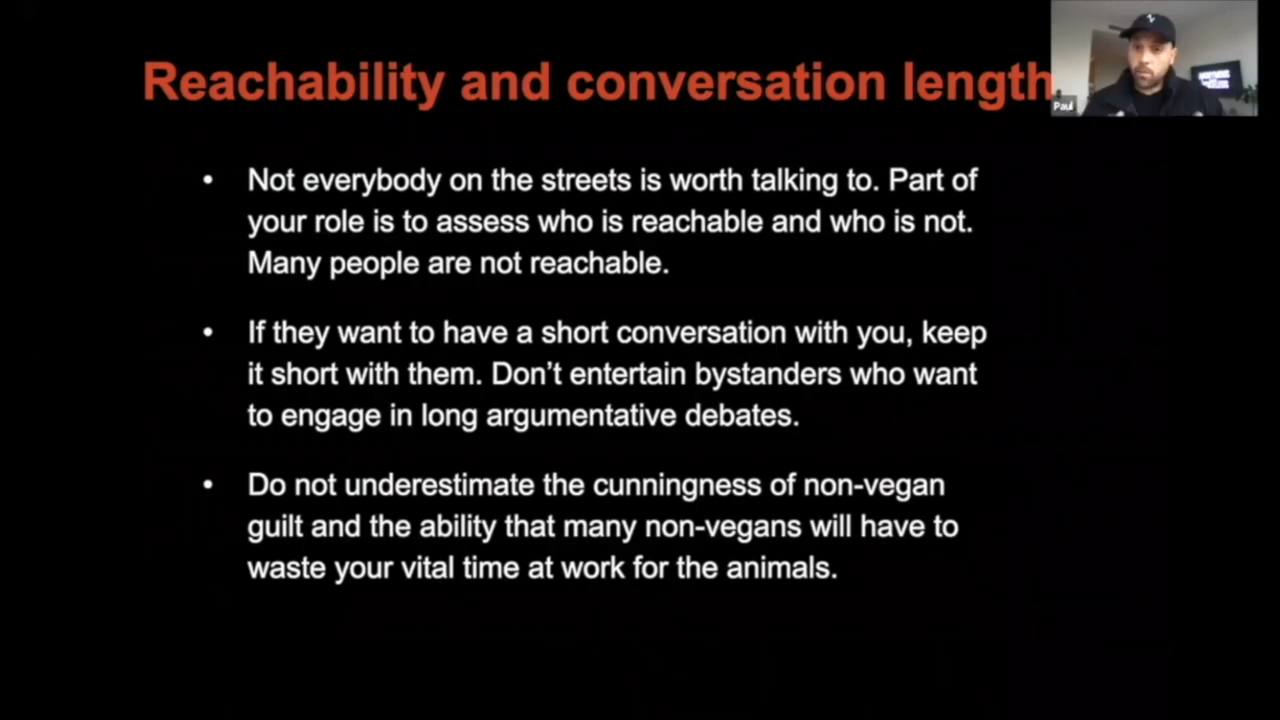 Reachability and conversation length
Paul
• Not everybody on the streets is worth talking to. Part of
your role is to assess who is reachable and who is not.
Many people are not reachable.
• If they want to have a short conversation with you, keep
it short with them. Don’t entertain bystanders who want
to engage in long argumentative debates.
• Do not underestimate the cunningness of non-vegan
guilt and the ability that many non-vegans will have to
waste your vital time at work for the animals.